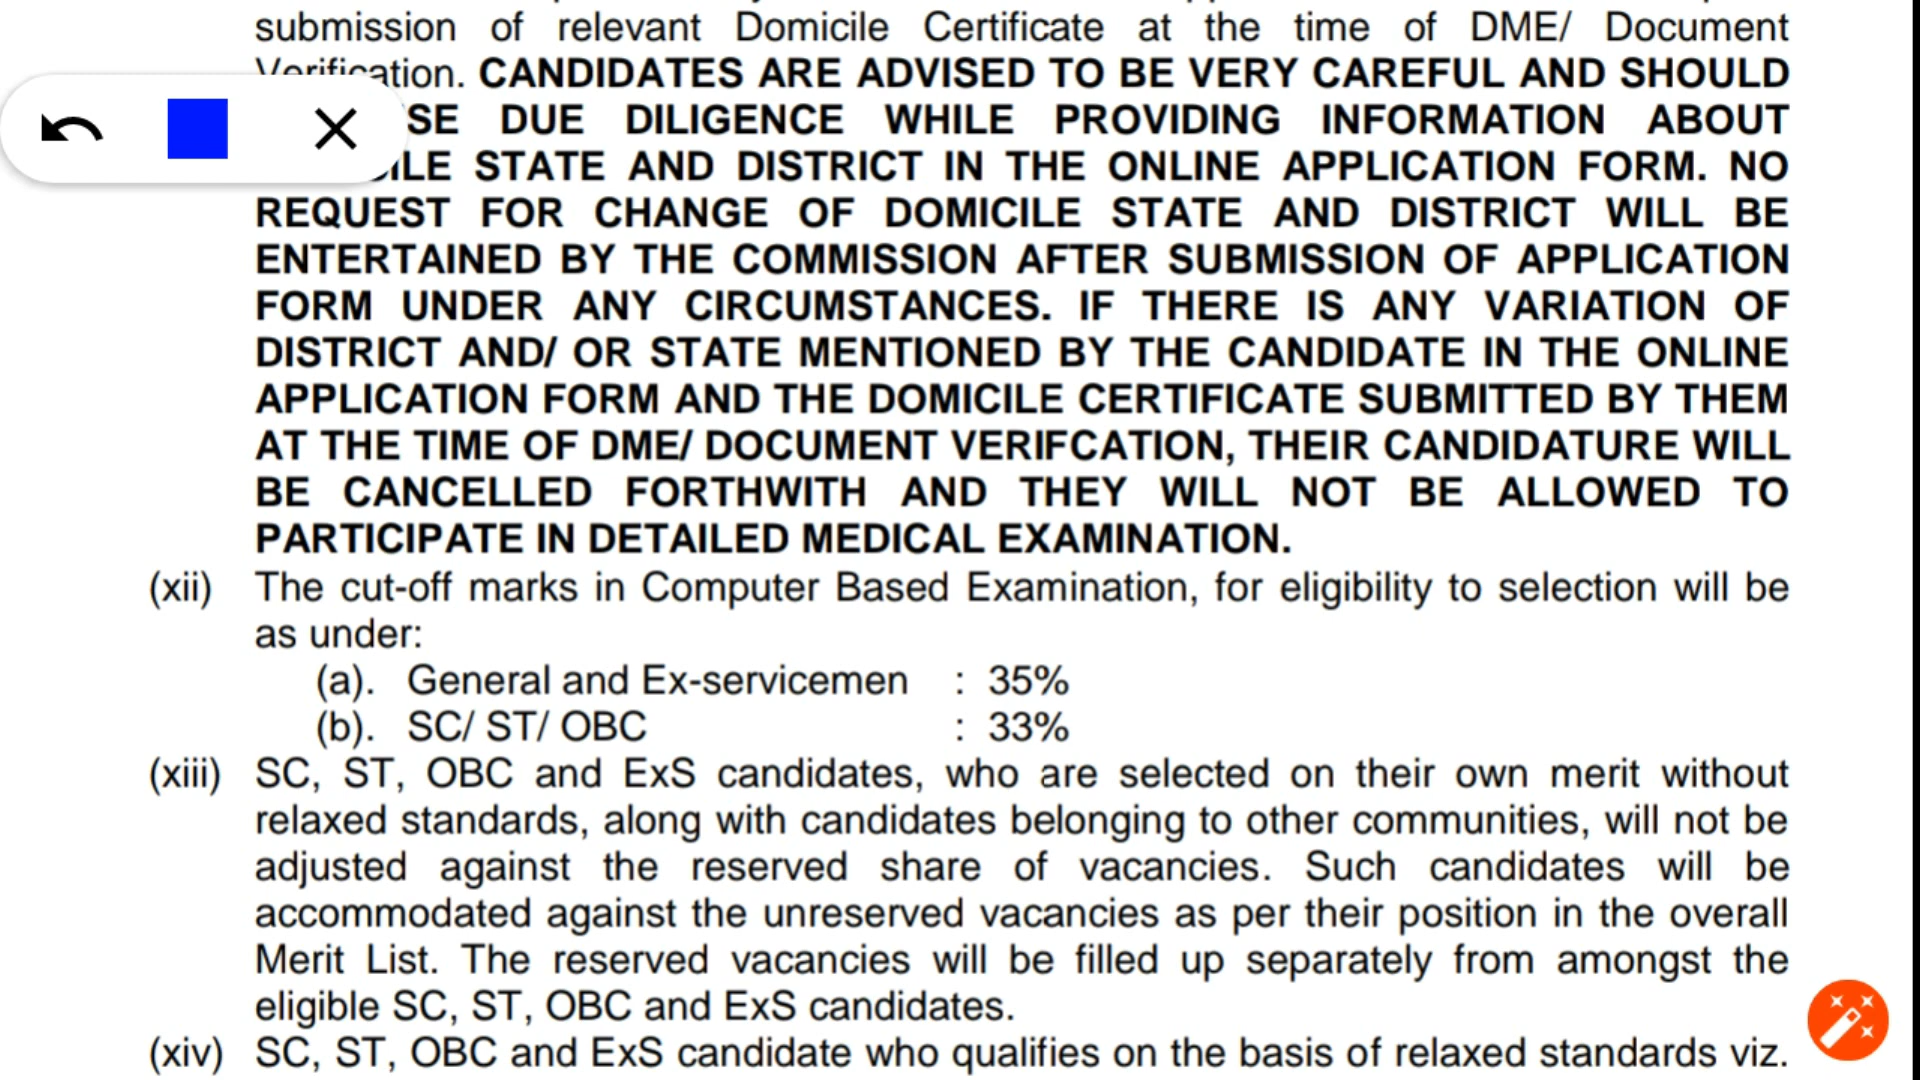 submission of relevant Domicile Certificate at the time of DME/ Document
Verification. CANDIDATES ARE ADVISED TO BE VERY CAREFUL AND SHOULD
SE DUE DILIGENCE WHILE PROVIDING INFORMATION ABOUT
ILE STATE AND DISTRICT IN THE ONLINE APPLICATION FORM. NO
REQUEST FOR CHANGE OF DOMICILE STATE AND DISTRICT WILL BE
ENTERTAINED BY THE COMMISSION AFTER SUBMISSION OF APPLICATION
FORM UNDER ANY CIRCUMSTANCES. IF THERE IS ANY VARIATION OF
DISTRICT AND/ OR STATE MENTIONED BY THE CANDIDATE IN THE ONLINE
APPLICATION FORM AND THE DOMICILE CERTIFICATE SUBMITTED BY THEM
AT THE TIME OF DME/ DOCUMENT VERIFCATION, THEIR CANDIDATURE WILL
BE CANCELLED FORTHWITH AND THEY WILL NOT BE ALLOWED TO
PARTICIPATE IN DETAILED MEDICAL EXAMINATION.
(xii) The cut-off marks in Computer Based Examination, for eligibility to selection will be
as under:
(a). General and Ex-servicemen : 35%
(b). SC/ ST/ OBC : 33%
(xiii) SC, ST, OBC and ExS candidates, who are selected on their own merit without
relaxed standards, along with candidates belonging to other communities, will not be
adjusted against the reserved share of vacancies. Such candidates will be
accommodated against the unreserved vacancies as per their position in the overall
Merit List. The reserved vacancies will be filled up separately from amongst the
eligible SC, ST, OBC and ExS candidates.
(xiv) SC, ST, OBC and ExS candidate who qualifies on the basis of relaxed standards viz.